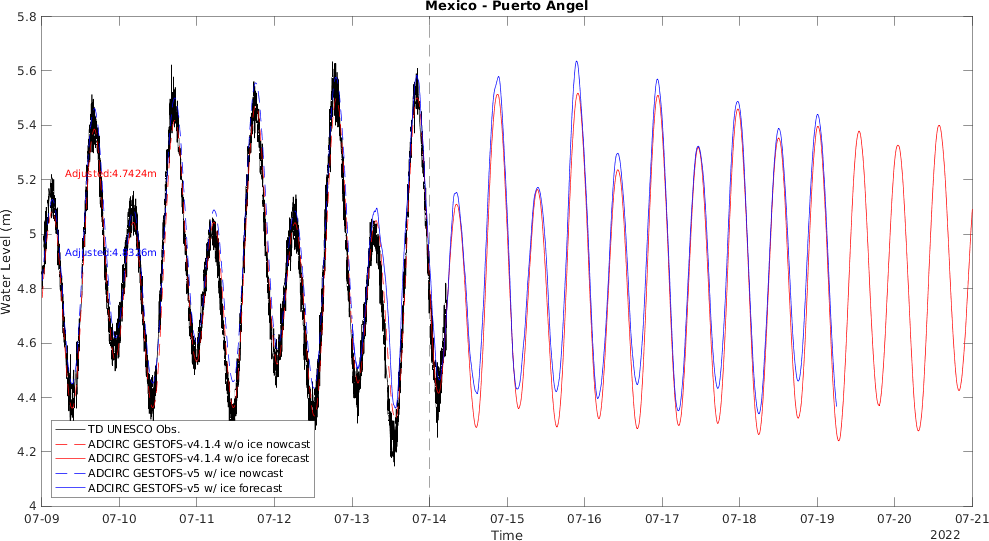 Mexico - Puerto Angel
5.8
5.6
5.4
5.2
5
4.8
4.6
4.4
4.2
4
Water Level (m)
Adjusted:4.7424m
Adjusted:4.8326m
TD UNESCO Obs.
ADCIRC GESTOFS-v4.1.4 w/o ice nowcast
ADCIRC GESTOFS-v4.1.4 w/o ice forecast
ADCIRC GESTOFS-v5 w/ ice nowcast
ADCIRC GESTOFS-v5 w/ ice forecast
07-09 07-10 07-11 07-12 07-13 07-14 07-15 07-16 07-17 07-18 07-19 07-20 07-21
Time
2022